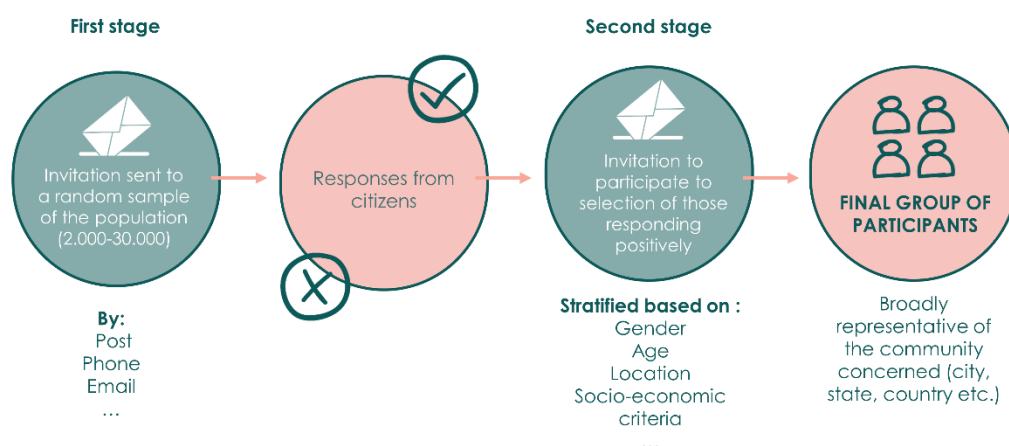 First stage
Invitation sent to
a random sample
of the population
(2.000-30.000)
By:
Post
Phone
Email
...
Responses from
citizens
Second stage
Invitation to
participate to
selection of those
responding
positively
Stratified based on :
Gender
Age
Location
Socio-economic
criteria
...
FINAL GROUP OF
PARTICIPANTS
Broadly
representative of
the community
concerned (city,
state, country etc.)